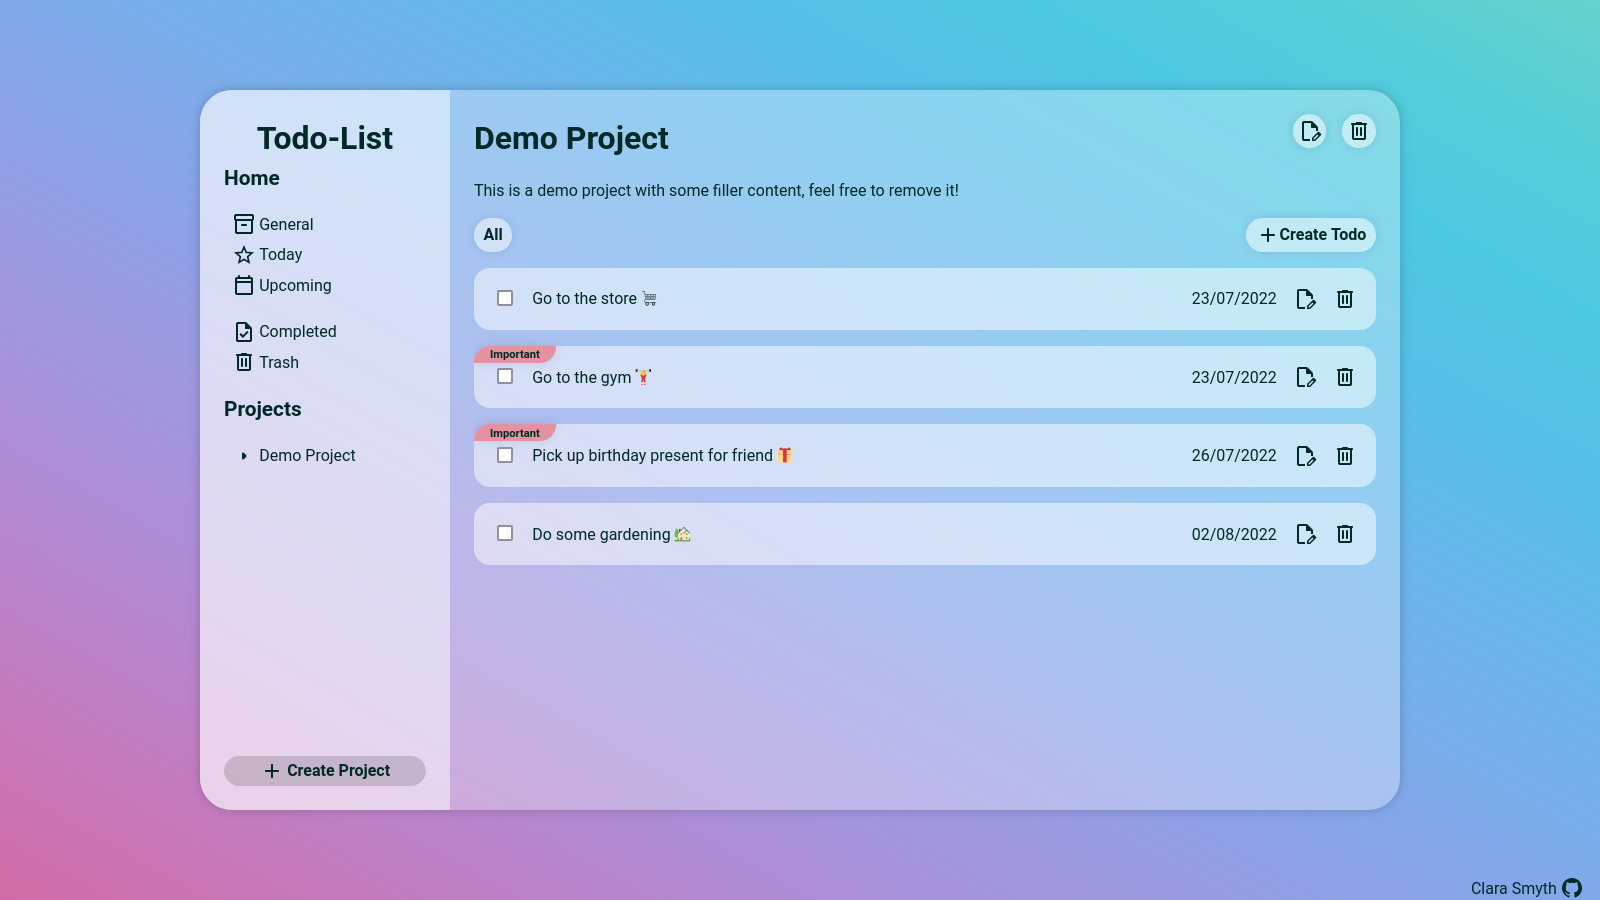 Todo-List
Home
General
Today
Upcoming
Completed
Trash
Projects
Demo Project
Create Project
Demo Project
This is a demo project with some filler content, feel free to remove it!
All
Create Todo
Go to the store 🛒 23/07/2022
Important
Go to the gym 🏋️ 23/07/2022
Important
Pick up birthday present for friend 🎁 26/07/2022
Do some gardening 🏡 02/08/2022
Clara Smyth